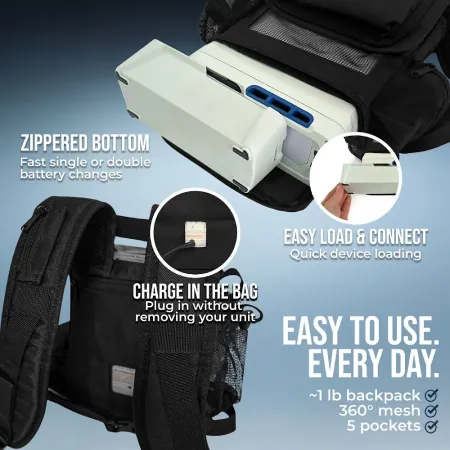 ZIPPERED BOTTOM
Fast single or double
battery changes
EASY LOAD & CONNECT
Quick device loading
CHARGE IN THE BAG
Plug in without
removing your unit
EASY TO USE.
EVERY DAY.
~1 lb backpack
360° mesh
5 pockets